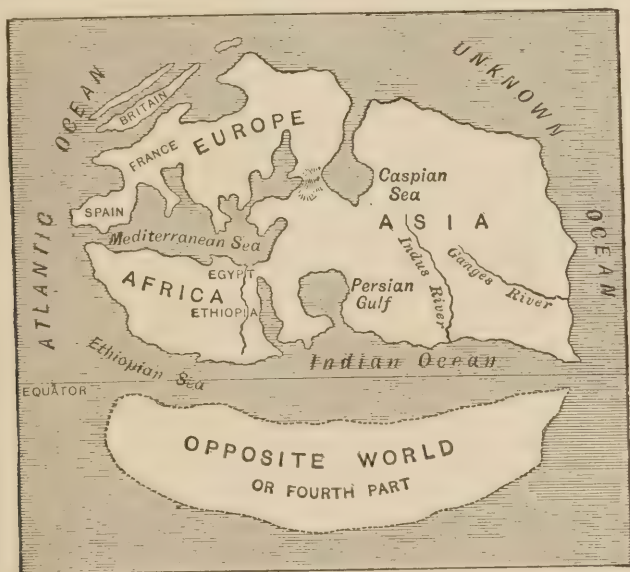 UNKNOWN
OCEAN
ATLANTIC
OCEAN
BRITAIN
EUROPE
FRANCE
SPAIN
Caspian
Sea
ASIA
Mediterranean Sea
Indus River
Ganges River
EGYPT
AFRICA
ETHIOPIA
Persian
Gulf
Ethiopian Sea
Indian Ocean
EQUATOR
OPPOSITE WORLD
OR FOURTH PART